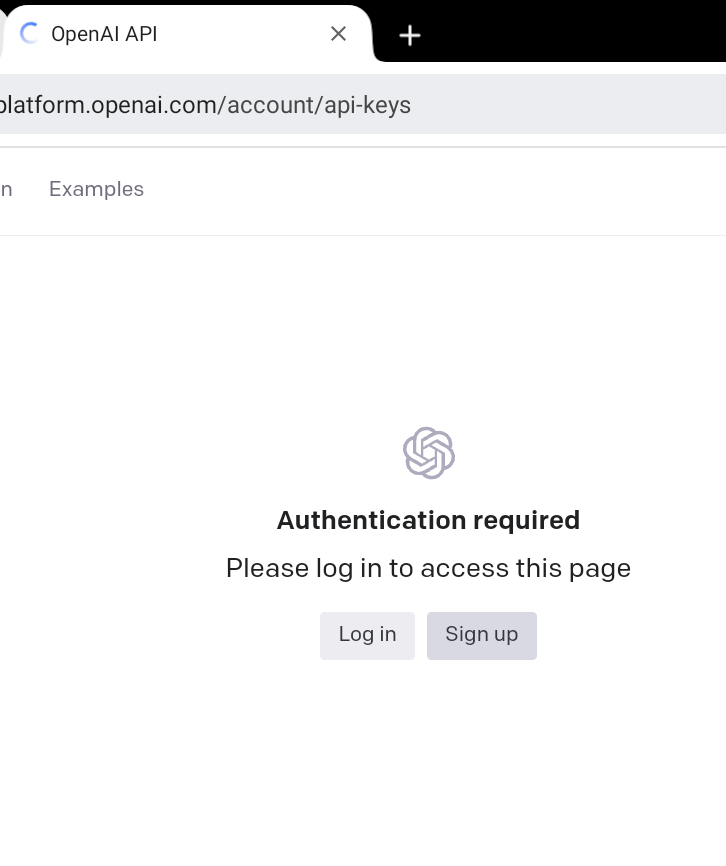 OpenAI API
platform.openai.com/account/api-keys
n Examples
Authentication required
Please log in to access this page
Log in Sign up